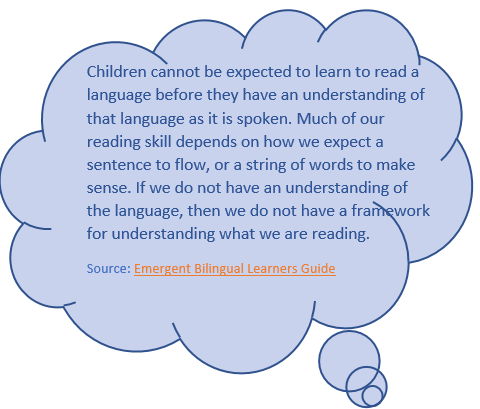 Children cannot be expected to learn to read a
language before they have an understanding of
that language as it is spoken. Much of our
reading skill depends on how we expect a
sentence to flow, or a string of words to make
sense. If we do not have an understanding of
the language, then we do not have a framework
for understanding what we are reading.
Source: Emergent Bilingual Learners Guide